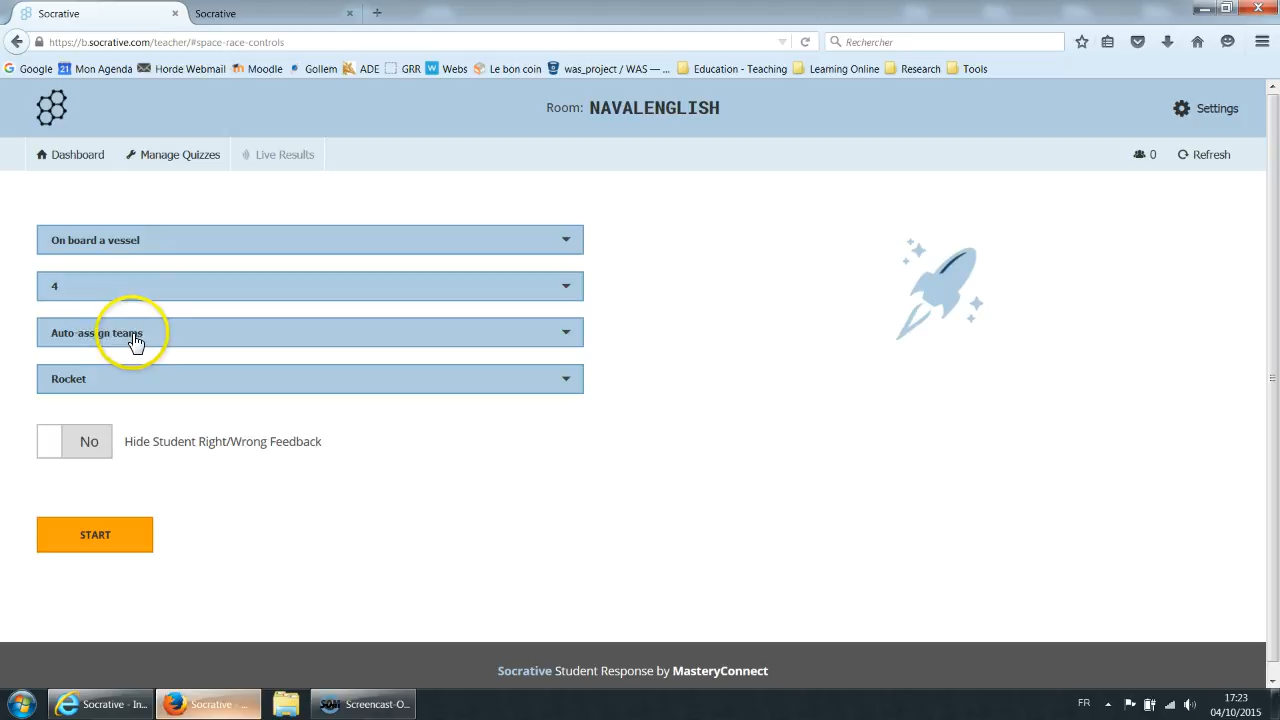 Socrative
Socrative
https://b.socrative.com/teacher/#space-race-controls
Rechercher
Google
Mon Agenda
Horde Webmail
Moodle
Gollem
ADE
GRR
Webs
Le bon coin
was_project / WAS — ...
Education - Teaching
Learning Online
Research
Tools
Room: NAVALENGLISH
Settings
Dashboard
Manage Quizzes
Live Results
0
Refresh
On board a vessel
4
Auto-assign teams
Rocket
No
Hide Student Right/Wrong Feedback
START
Socrative Student Response by MasteryConnect
Socrative - In...
Socrative - ...
SOM
Screencast-O...
FR
17:23
04/10/2015